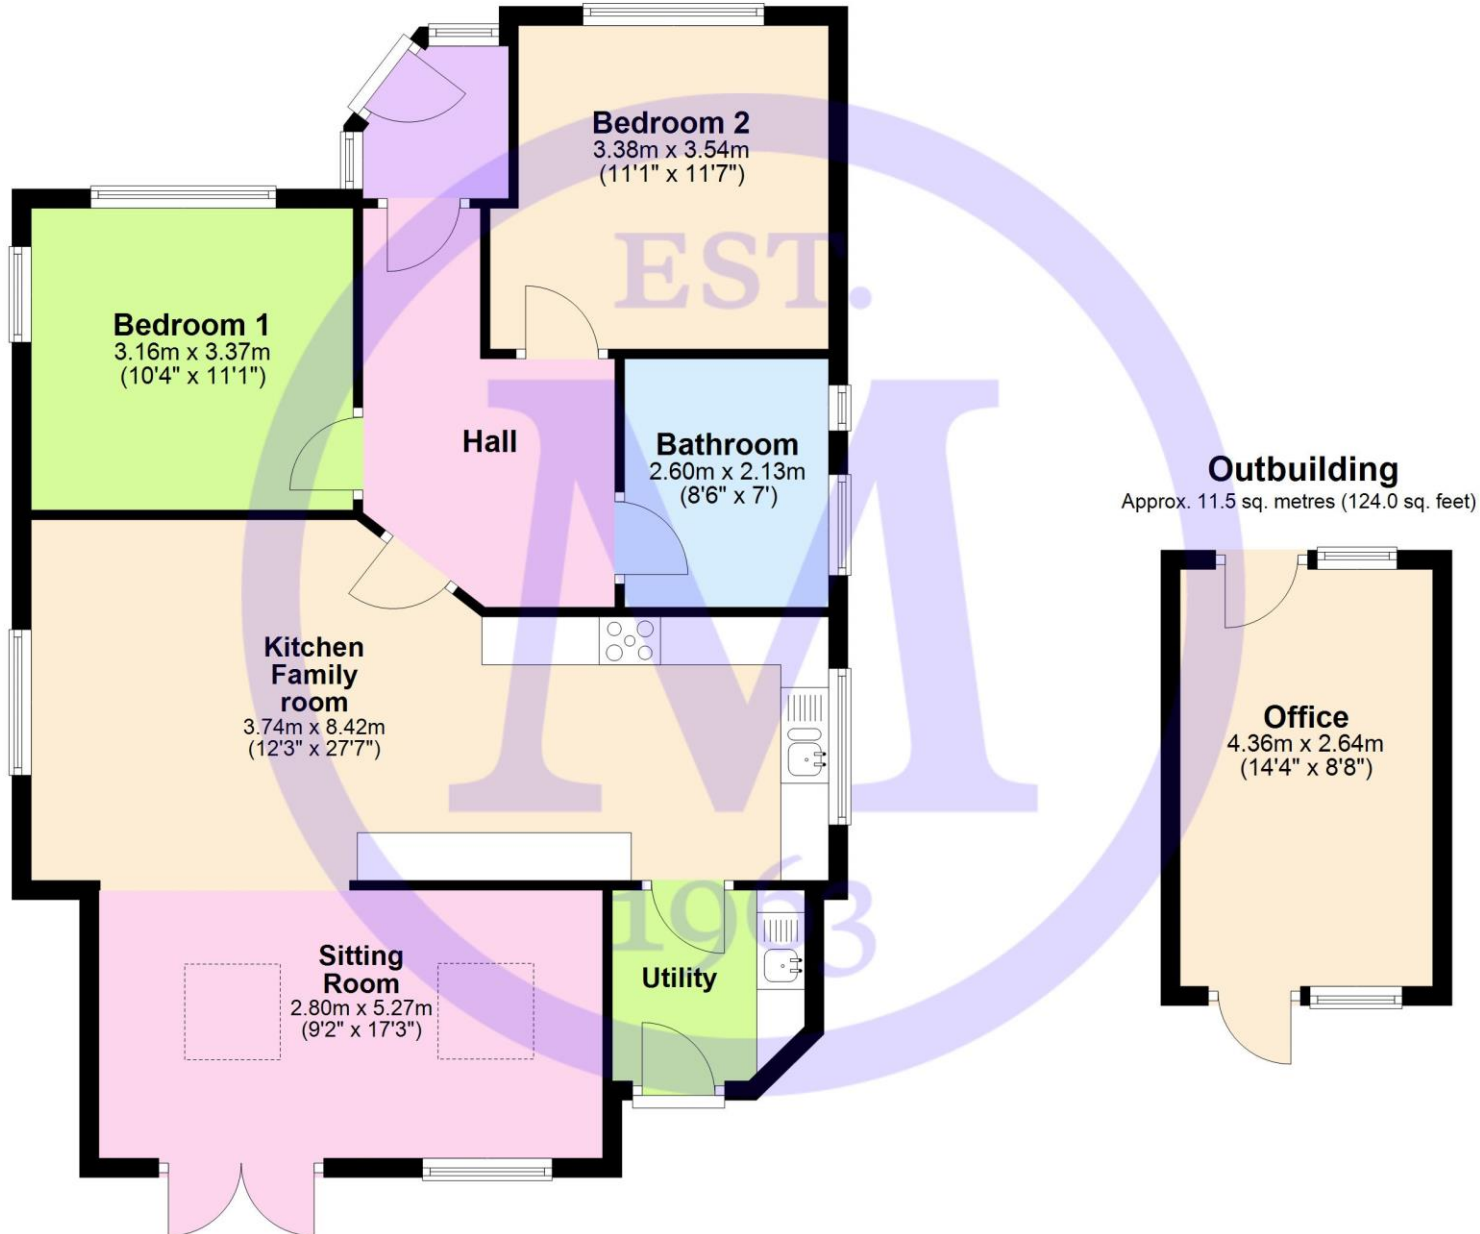 Bedroom 2
3.38m x 3.54m
(11'1" x 11'7")
EST.
Bedroom 1
3.16m x 3.37m
(10'4" x 11'1")
Hall
Bathroom
2.60m x 2.13m
(8'6" x 7')
M
Outbuilding
Approx. 11.5 sq. metres (124.0 sq. feet)
Kitchen
Family
room
3.74m x 8.42m
(12'3" x 27'7")
Office
4.36m x 2.64m
(14'4" x 8'8")
1963
Sitting
Room
2.80m x 5.27m
(9'2" x 17'3")
Utility